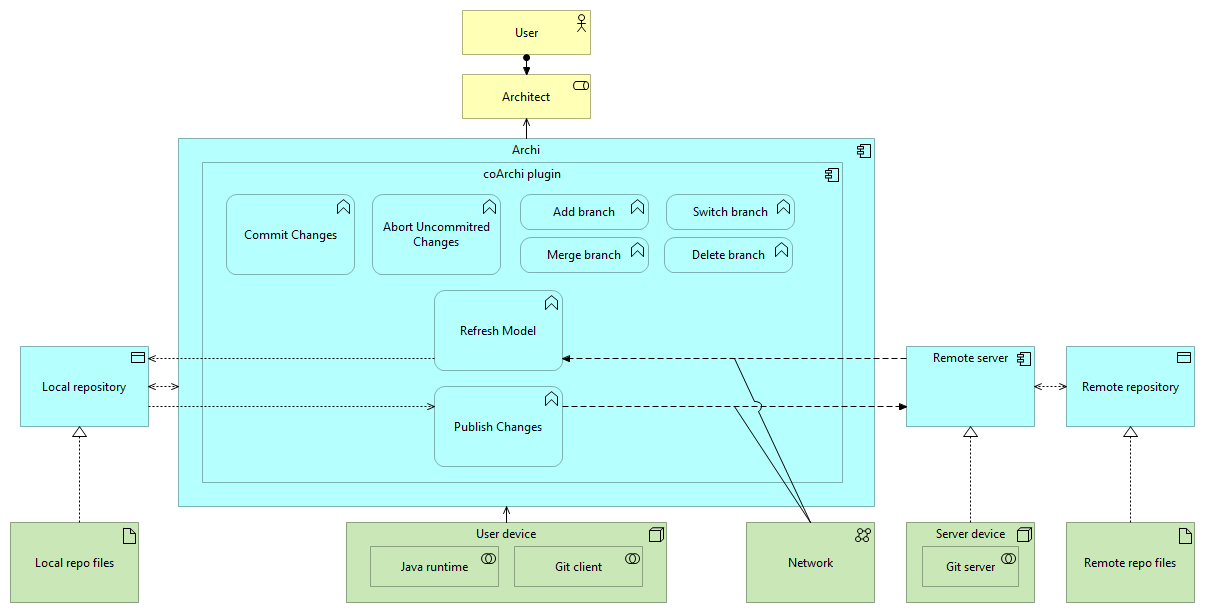 User
Architect
Archi
coArchi plugin
Commit Changes
Abort Uncommitred
Changes
Add branch
Switch branch
Merge branch
Delete branch
Refresh Model
Local repository
Remote server
Remote repository
Publish Changes
Local repo files
User device
Java runtime
Git client
Network
Server device
Git server
Remote repo files